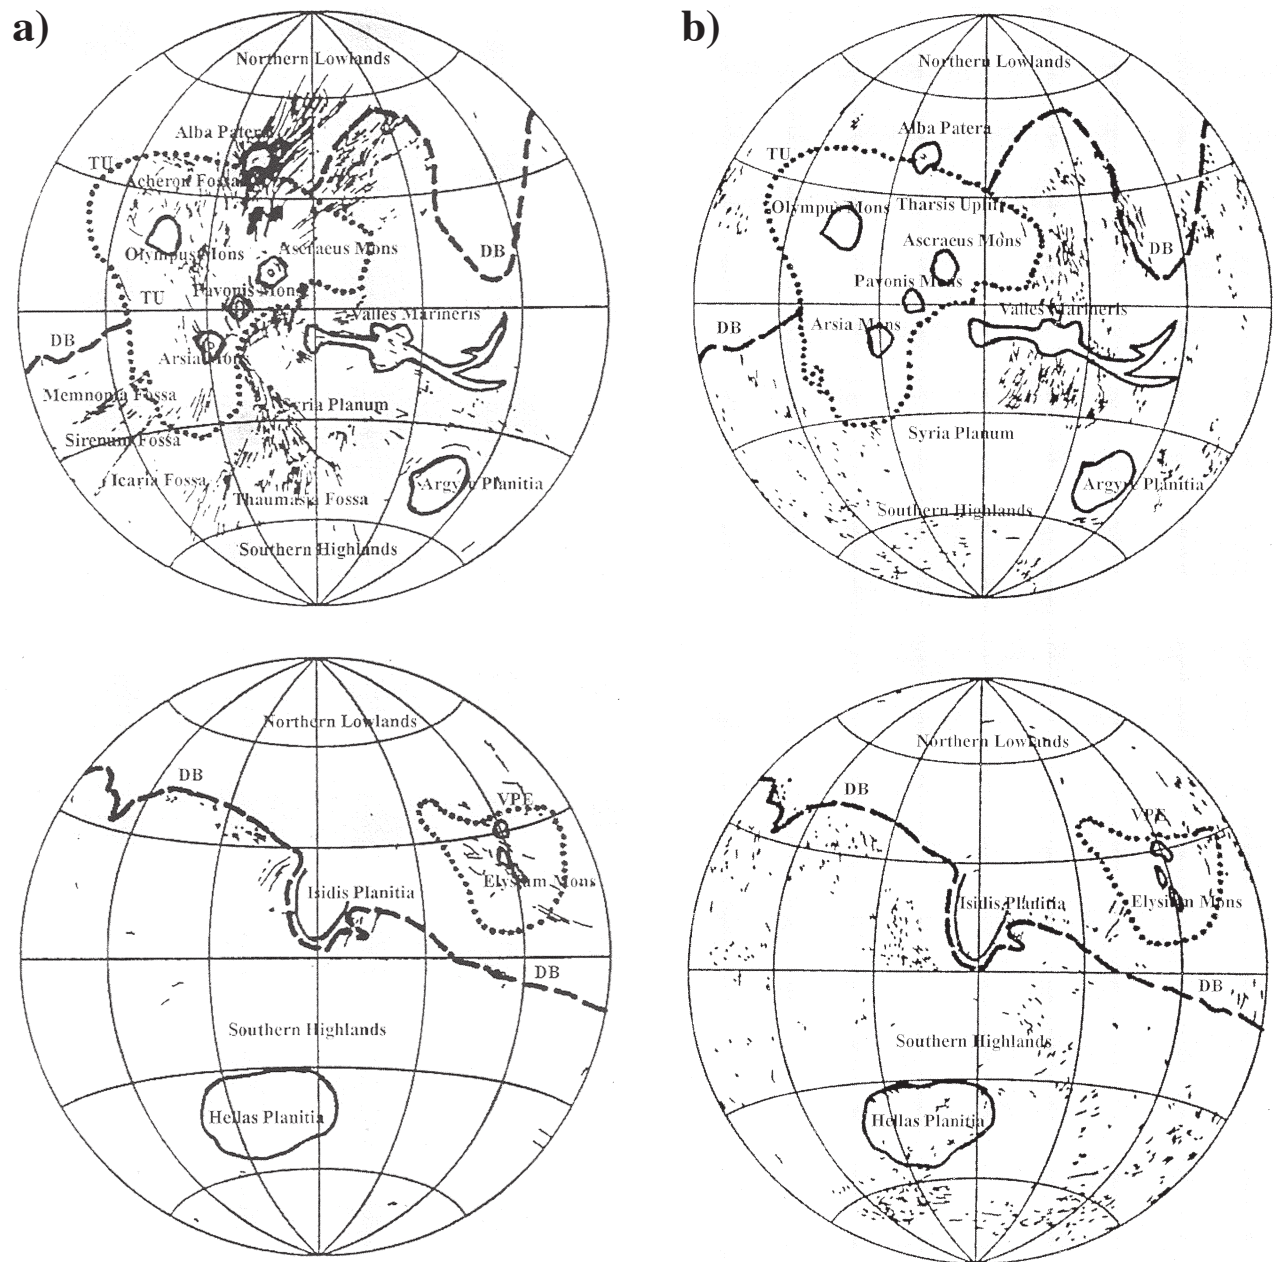 a)
Northern Lowlands
Alba Patera
TU
Acheron Fossa
Olympus Mons
Ascraeus Mons
DB
TU
Pavonis Mons
Valles Marineris
DB
Arsia Mons
Memnonia Fossa
Syria Planum
Sirenum Fossa
Icaria Fossa
Thaumasia Fossa
Argyre Planitia
Southern Highlands
b)
Northern Lowlands
Alba Patera
TU
Olympus Mons
Tharsis Uplift
Ascraeus Mons
DB
Pavonis Mons
Valles Marineris
DB
Arsia Mons
Syria Planum
Argyre Planitia
Southern Highlands
Northern Lowlands
DB
VPE
Elysium Mons
Isidis Planitia
DB
Southern Highlands
Hellas Planitia
Northern Lowlands
DB
VPE
Isidis Planitia
Elysium Mons
DB
Southern Highlands
Hellas Planitia